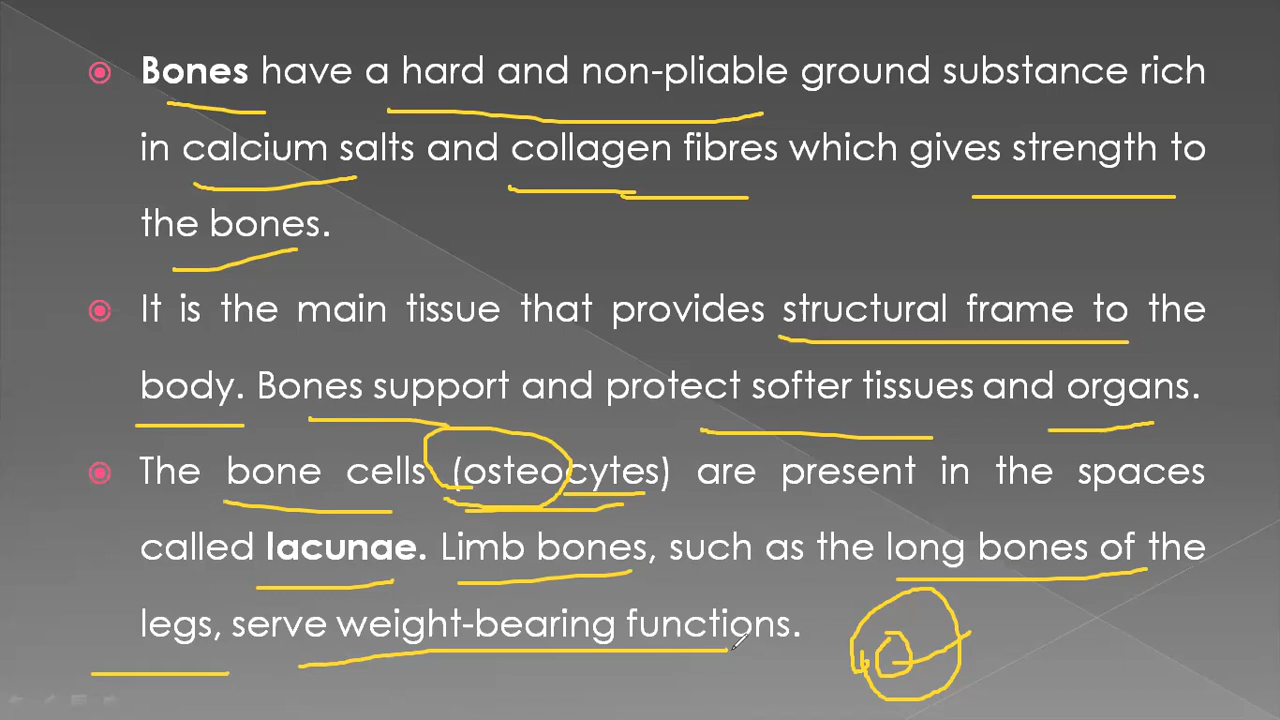 Bones have a hard and non-pliable ground substance rich
in calcium salts and collagen fibres which gives strength to
the bones.
It is the main tissue that provides structural frame to the
body. Bones support and protect softer tissues and organs.
The bone cells (osteocytes) are present in the spaces
called lacunae. Limb bones, such as the long bones of the
legs, serve weight-bearing functions.